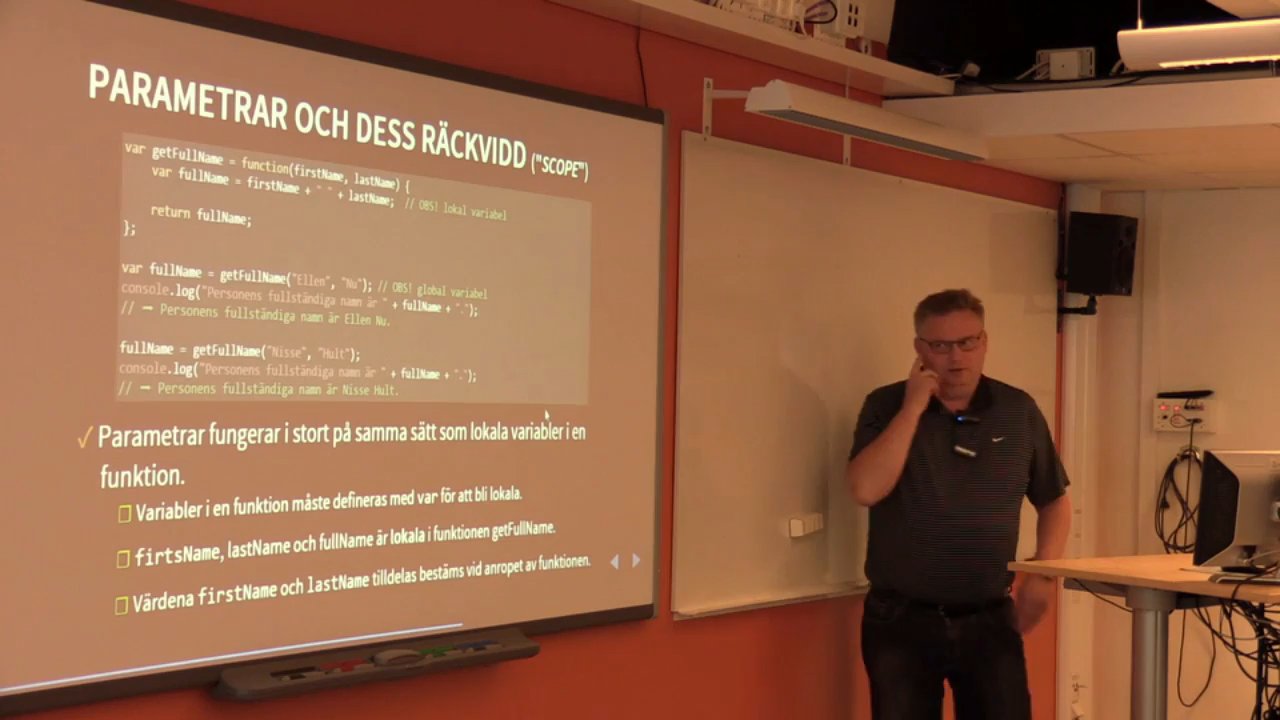 PARAMETRAR OCH DESS RÄCKVIDD ("SCOPE")
var getFullName = function(firstName, lastName) {
var fullName = firstName + " " + lastName; // OBS! lokal variabel
return fullName;
};
var fullName = getFullName("Ellen", "Nu"); // OBS! global variabel
console.log("Personens fullständiga namn är " + fullName + ".");
// ➞ Personens fullständiga namn är Ellen Nu.
fullName = getFullName("Nisse", "Hult");
console.log("Personens fullständiga namn är " + fullName + ".");
// ➞ Personens fullständiga namn är Nisse Hult.
Parametrar fungerar i stort på samma sätt som lokala variabler i en
funktion.
Variabler i en funktion måste defineras med var för att bli lokala.
firtsName, lastName och fullName är lokala i funktionen getFullName.
Värdena firstName och lastName tilldelas bestäms vid anropet av funktionen.